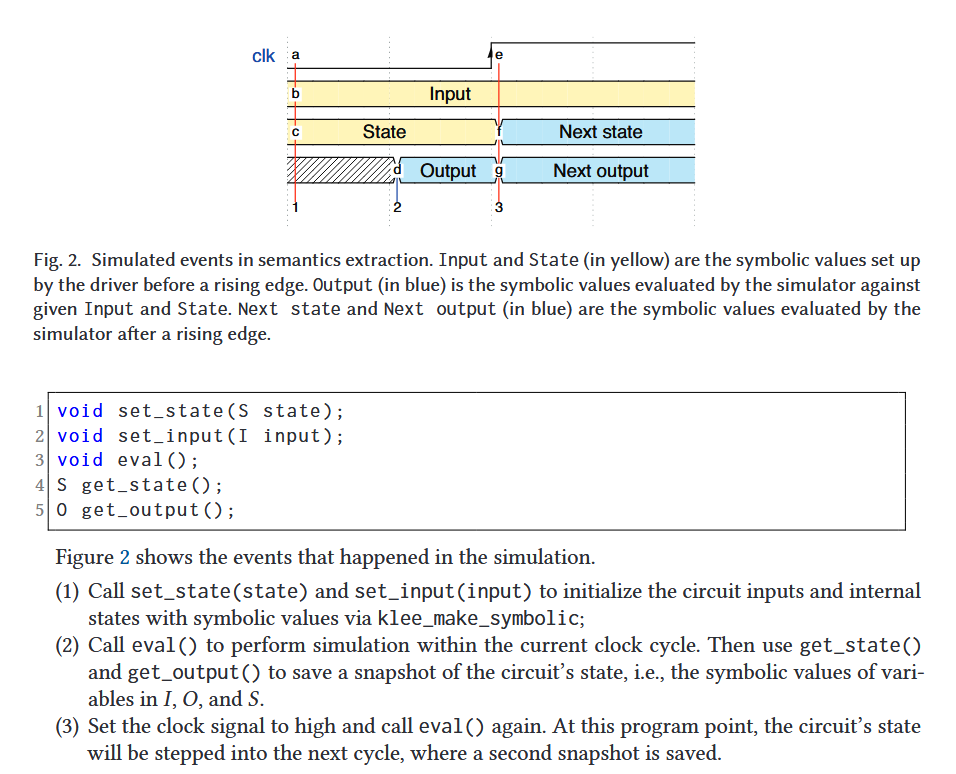 clk a e
b Input
c State f Next state
d Output g Next output
1 2 3
Fig. 2. Simulated events in semantics extraction. Input and State (in yellow) are the symbolic values set up
by the driver before a rising edge. Output (in blue) is the symbolic values evaluated by the simulator against
given Input and State. Next state and Next output (in blue) are the symbolic values evaluated by the
simulator after a rising edge.
1 void set_state(S state);
2 void set_input(I input);
3 void eval();
4 S get_state();
5 O get_output();
Figure 2 shows the events that happened in the simulation.
(1) Call set_state(state) and set_input(input) to initialize the circuit inputs and internal
states with symbolic values via klee_make_symbolic;
(2) Call eval() to perform simulation within the current clock cycle. Then use get_state()
and get_output() to save a snapshot of the circuit's state, i.e., the symbolic values of vari-
ables in I, O, and S.
(3) Set the clock signal to high and call eval() again. At this program point, the circuit's state
will be stepped into the next cycle, where a second snapshot is saved.